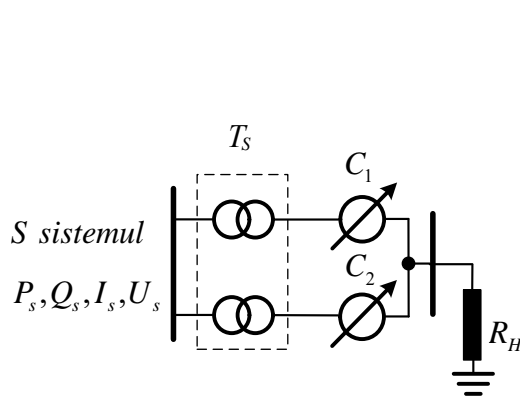 T_S
C_1
S sistemul
C_2
P_s, Q_s, I_s, U_s
R_H